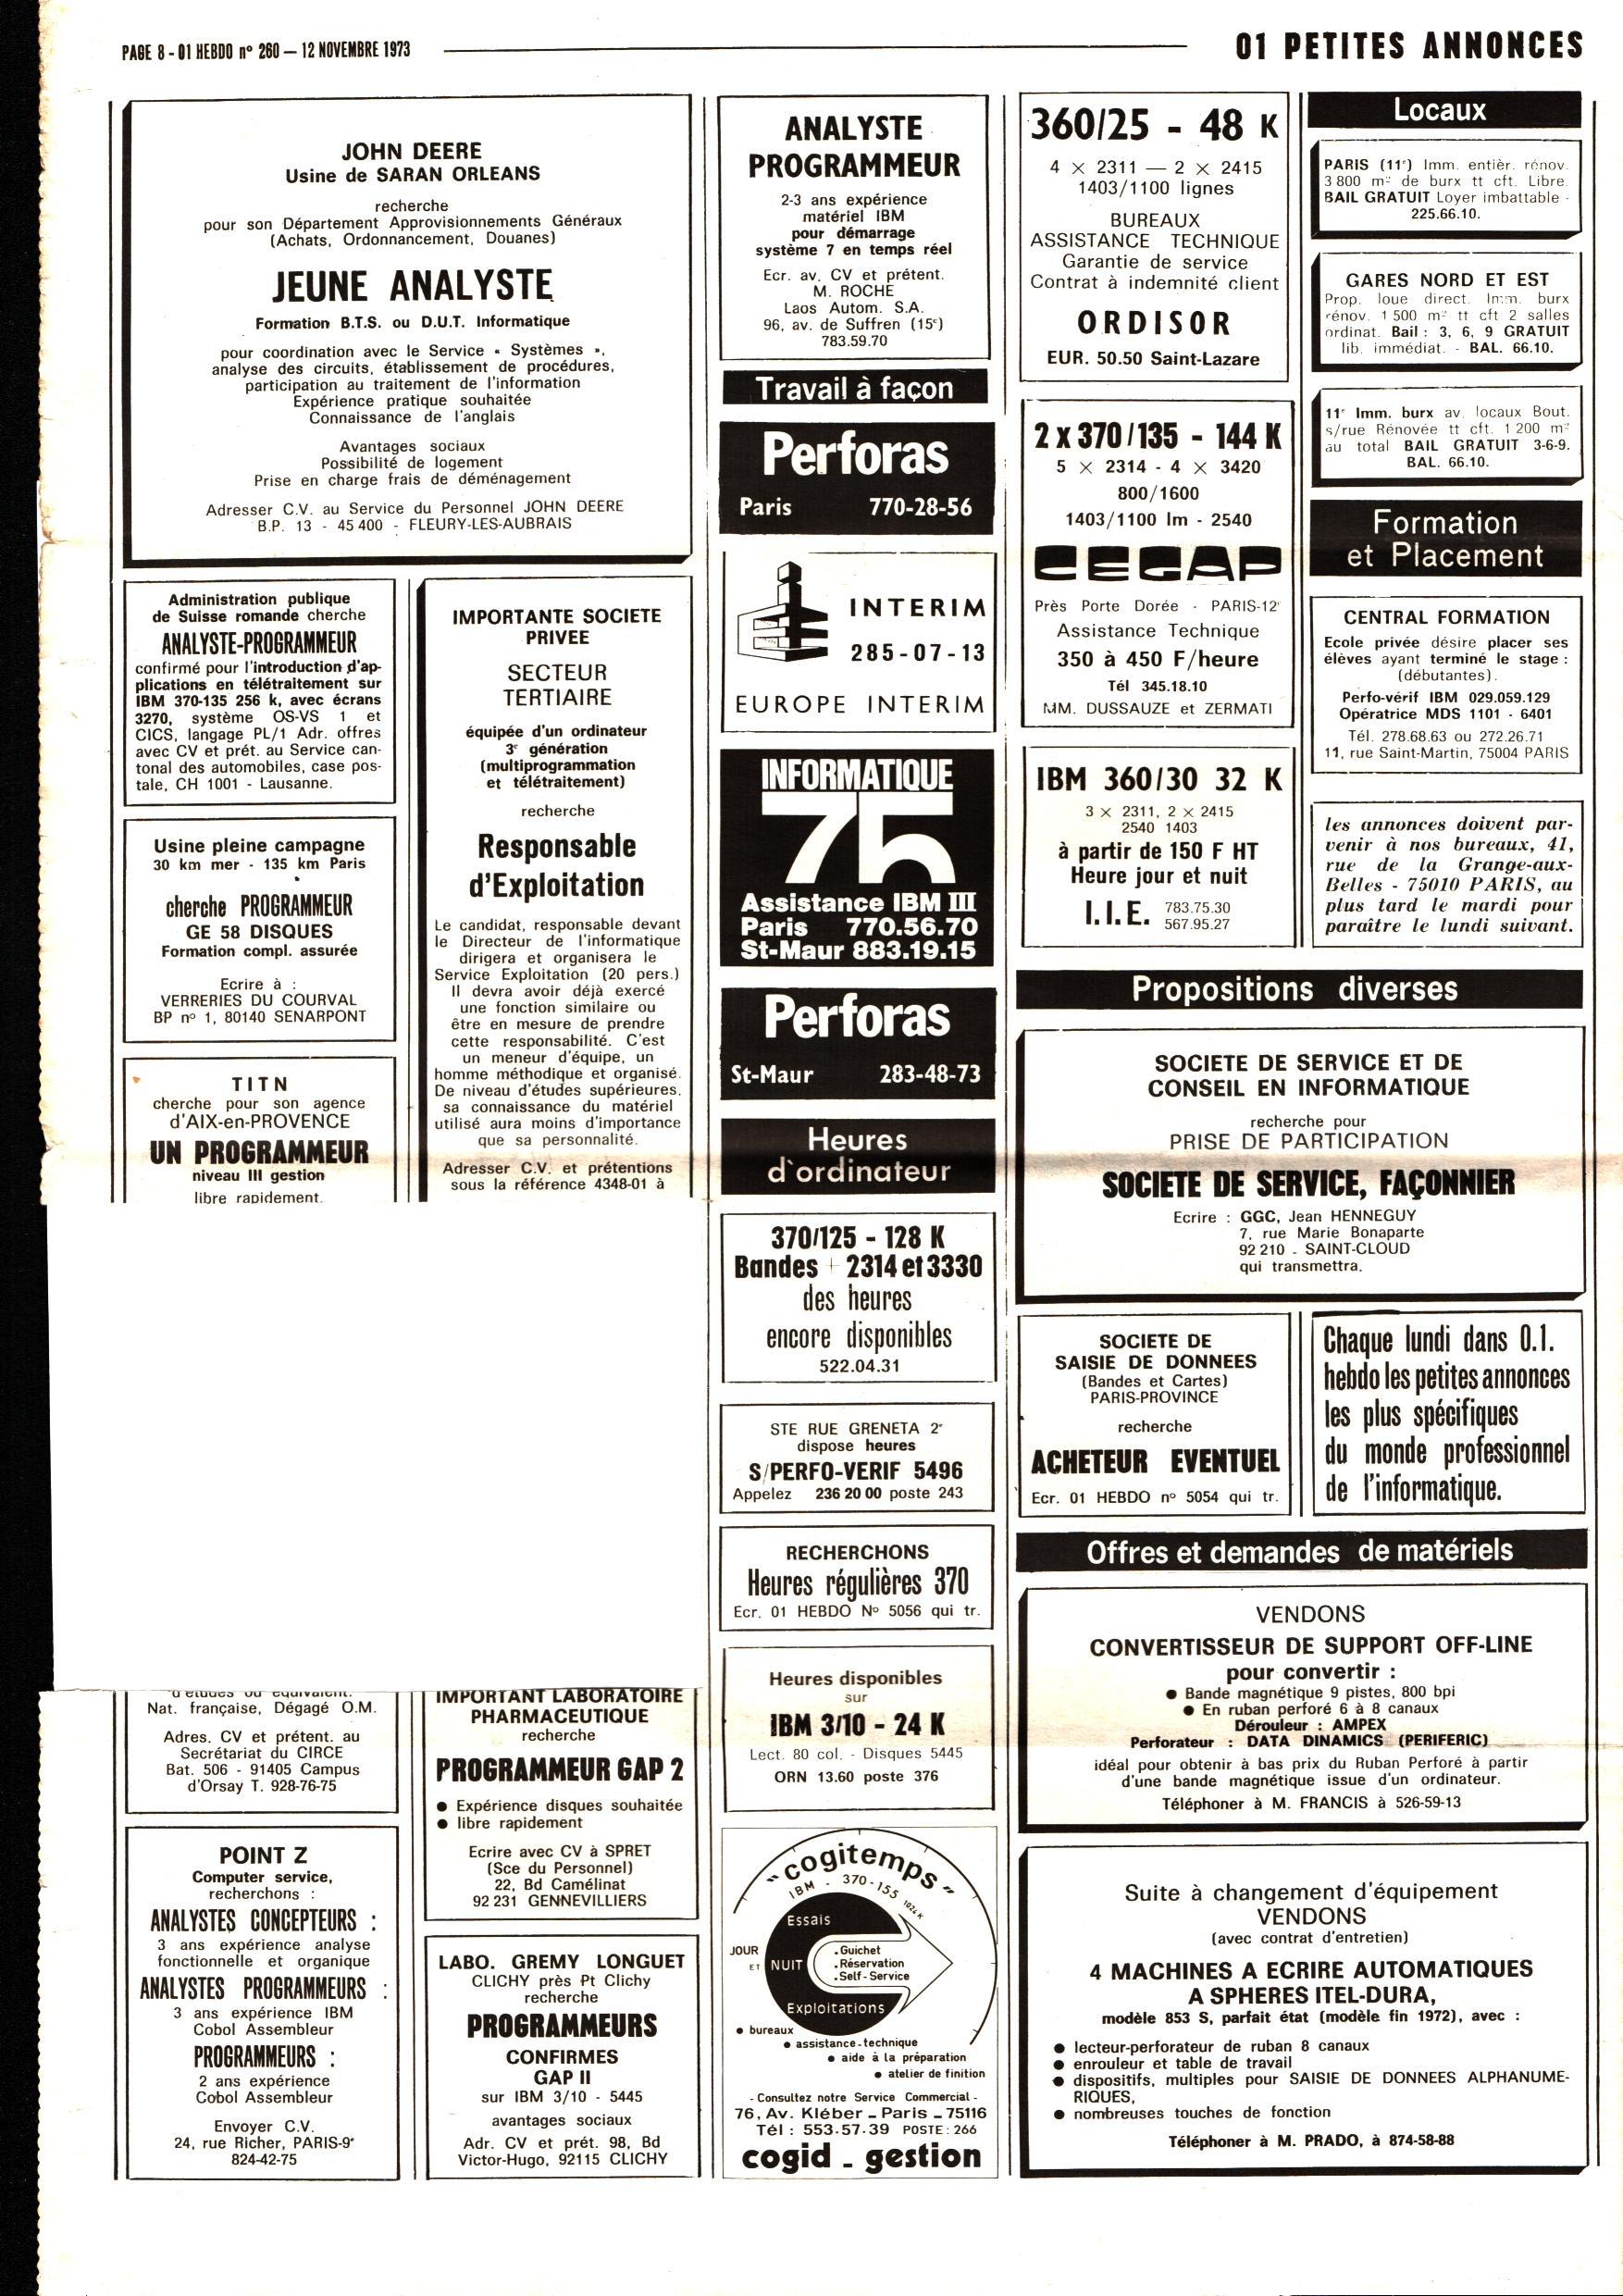 PAGE 8 - 01 HEBDO n° 260 — 12 NOVEMBRE 1973
01 PETITES ANNONCES
JOHN DEERE
Usine de SARAN ORLEANS
recherche
pour son Département Approvisionnements Généraux
(Achats, Ordonnancement, Douanes)
JEUNE ANALYSTE
Formation B.T.S. ou D.U.T. Informatique
pour coordination avec le Service « Systèmes »,
analyse des circuits, établissement de procédures,
participation au traitement de l'information
Expérience pratique souhaitée
Connaissance de l'anglais
Avantages sociaux
Possibilité de logement
Prise en charge frais de déménagement
Adresser C.V. au Service du Personnel JOHN DEERE
B.P. 13 - 45 400 - FLEURY-LES-AUBRAIS
Administration publique
de Suisse romande cherche
ANALYSTE-PROGRAMMEUR
confirmé pour l'introduction d'ap-
plications en télétraitement sur
IBM 370-135 256 k, avec écrans
3270, système OS-VS 1 et
CICS, langage PL/1 Adr. offres
avec CV et prét. au Service can-
tonal des automobiles, case pos-
tale, CH 1001 - Lausanne.
Usine pleine campagne
30 km mer - 135 km Paris
cherche PROGRAMMEUR
GE 58 DISQUES
Formation compl. assurée
Ecrire à :
VERRERIES DU COURVAL
BP n° 1, 80140 SENARPONT
TITN
cherche pour son agence
d'AIX-en-PROVENCE
UN PROGRAMMEUR
niveau III gestion
libre rapidement.
IMPORTANTE SOCIETE
PRIVEE
SECTEUR
TERTIAIRE
équipée d'un ordinateur
3e génération
(multiprogrammation
et télétraitement)
recherche
Responsable
d'Exploitation
Le candidat, responsable devant
le Directeur de l'informatique
dirigera et organisera le
Service Exploitation (20 pers.)
Il devra avoir déjà exercé
une fonction similaire ou
être en mesure de prendre
cette responsabilité. C'est
un meneur d'équipe, un
homme méthodique et organisé.
De niveau d'études supérieures,
sa connaissance du matériel
utilisé aura moins d'importance
que sa personnalité.
Adresser C.V. et prétentions
sous la référence 4348-01 à
d'études ou équivalent.
Nat. française, Dégagé O.M.
Adres. CV et prétent. au
Secrétariat du CIRCE
Bat. 506 - 91405 Campus
d'Orsay T. 928-76-75
POINT Z
Computer service,
recherchons :
ANALYSTES CONCEPTEURS :
3 ans expérience analyse
fonctionnelle et organique
ANALYSTES PROGRAMMEURS :
3 ans expérience IBM
Cobol Assembleur
PROGRAMMEURS :
2 ans expérience
Cobol Assembleur
Envoyer C.V.
24, rue Richer, PARIS-9e
824-42-75
IMPORTANT LABORATOIRE
PHARMACEUTIQUE
recherche
PROGRAMMEUR GAP 2
● Expérience disques souhaitée
● libre rapidement
Ecrire avec CV à SPRET
(Sce du Personnel)
22, Bd Camélinat
92 231 GENNEVILLIERS
LABO. GREMY LONGUET
CLICHY près Pt Clichy
recherche
PROGRAMMEURS
CONFIRMES
GAP II
sur IBM 3/10 - 5445
avantages sociaux
Adr. CV et prét. 98, Bd
Victor-Hugo, 92115 CLICHY
ANALYSTE
PROGRAMMEUR
2-3 ans expérience
matériel IBM
pour démarrage
système 7 en temps réel
Ecr. av. CV et prétent.
M. ROCHE
Laos Autom. S.A.
96, av. de Suffren (15e)
783.59.70
Travail à façon
Perforas
Paris 770-28-56
INTERIM
285-07-13
EUROPE INTERIM
INFORMATIQUE
75
Assistance IBM III
Paris 770.56.70
St-Maur 883.19.15
Perforas
St-Maur 283-48-73
Heures
d'ordinateur
370/125 - 128 K
Bandes + 2314 et 3330
des heures
encore disponibles
522.04.31
STE RUE GRENETA 2e
dispose heures
S/PERFO-VERIF 5496
Appelez 236 20 00 poste 243
RECHERCHONS
Heures régulières 370
Ecr. 01 HEBDO N° 5056 qui tr.
Heures disponibles
sur
IBM 3/10 - 24 K
Lect. 80 col. - Disques 5445
ORN 13.60 poste 376
"cogitemps"
IBM - 370-155 1024 K
Essais
JOUR
ET NUIT
.Guichet
.Réservation
.Self-Service
Exploitations
● bureaux
● assistance-technique
● aide à la préparation
● atelier de finition
- Consultez notre Service Commercial -
76, Av. Kléber - Paris - 75116
Tél : 553-57-39 POSTE : 266
cogid - gestion
360/25 - 48 K
4 × 2311 — 2 × 2415
1403/1100 lignes
BUREAUX
ASSISTANCE TECHNIQUE
Garantie de service
Contrat à indemnité client
ORDISOR
EUR. 50.50 Saint-Lazare
2 x 370/135 - 144 K
5 × 2314 - 4 × 3420
800/1600
1403/1100 lm - 2540
CEGAP
Près Porte Dorée - PARIS-12e
Assistance Technique
350 à 450 F/heure
Tél 345.18.10
MM. DUSSAUZE et ZERMATI
IBM 360/30 32 K
3 × 2311, 2 × 2415
2540 1403
à partir de 150 F HT
Heure jour et nuit
I.I.E. 783.75.30
567.95.27
Locaux
PARIS (11e) Imm. entièr. rénov.
3 800 m2 de burx tt cft. Libre.
BAIL GRATUIT Loyer imbattable -
225.66.10.
GARES NORD ET EST
Prop. loue direct. Imm. burx
rénov. 1 500 m2 tt cft 2 salles
ordinat. Bail : 3, 6, 9 GRATUIT
lib. immédiat. - BAL. 66.10.
11e Imm. burx av. locaux Bout.
s/rue Rénovée tt cft. 1 200 m2
au total BAIL GRATUIT 3-6-9.
BAL. 66.10.
Formation
et Placement
CENTRAL FORMATION
Ecole privée désire placer ses
élèves ayant terminé le stage :
(débutantes).
Perfo-vérif IBM 029.059.129
Opératrice MDS 1101 - 6401
Tél. 278.68.63 ou 272.26.71
11, rue Saint-Martin, 75004 PARIS
les annonces doivent par-
venir à nos bureaux, 41,
rue de la Grange-aux-
Belles - 75010 PARIS, au
plus tard le mardi pour
paraître le lundi suivant.
Propositions diverses
SOCIETE DE SERVICE ET DE
CONSEIL EN INFORMATIQUE
recherche pour
PRISE DE PARTICIPATION
SOCIETE DE SERVICE, FAÇONNIER
Ecrire : GGC, Jean HENNEGUY
7, rue Marie Bonaparte
92 210 - SAINT-CLOUD
qui transmettra.
SOCIETE DE
SAISIE DE DONNEES
(Bandes et Cartes)
PARIS-PROVINCE
recherche
ACHETEUR EVENTUEL
Ecr. 01 HEBDO n° 5054 qui tr.
Chaque lundi dans 0.1.
hebdo les petites annonces
les plus spécifiques
du monde professionnel
de l'informatique.
Offres et demandes de matériels
VENDONS
CONVERTISSEUR DE SUPPORT OFF-LINE
pour convertir :
● Bande magnétique 9 pistes, 800 bpi
● En ruban perforé 6 à 8 canaux
Dérouleur : AMPEX
Perforateur : DATA DINAMICS (PERIFERIC)
idéal pour obtenir à bas prix du Ruban Perforé à partir
d'une bande magnétique issue d'un ordinateur.
Téléphoner à M. FRANCIS à 526-59-13
Suite à changement d'équipement
VENDONS
(avec contrat d'entretien)
4 MACHINES A ECRIRE AUTOMATIQUES
A SPHERES ITEL-DURA,
modèle 853 S, parfait état (modèle fin 1972), avec :
● lecteur-perforateur de ruban 8 canaux
● enrouleur et table de travail
● dispositifs, multiples pour SAISIE DE DONNEES ALPHANUME-
RIQUES,
● nombreuses touches de fonction
Téléphoner à M. PRADO, à 874-58-88